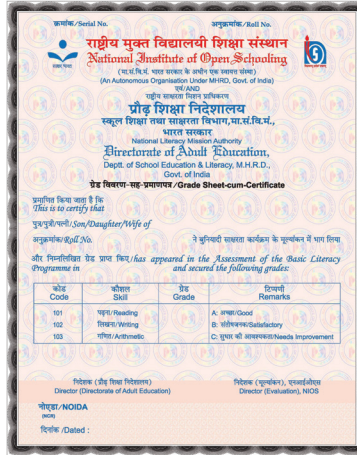 क्रमांक/Serial No. अनुक्रमांक/Roll No.
राष्ट्रीय मुक्त विद्यालयी शिक्षा संस्थान
National Institute of Open Schooling
(मा.सं.वि.मं. भारत सरकार के अधीन एक स्वायत्त संस्था)
(An Autonomous Organisation Under MHRD, Govt. of India)
एवं/AND
राष्ट्रीय साक्षरता मिशन प्राधिकरण
प्रौढ़ शिक्षा निदेशालय
स्कूल शिक्षा तथा साक्षरता विभाग,मा.सं.वि.मं.,
भारत सरकार
National Literacy Mission Authority
Directorate of Adult Education,
Deptt. of School Education & Literacy, M.H.R.D.,
Govt. of India
ग्रेड विवरण-सह-प्रमाणपत्र/Grade Sheet-cum-Certificate
प्रमाणित किया जाता है कि
This is to certify that
पुत्र/पुत्री/पत्नी/Son/Daughter/Wife of
अनुक्रमांक/Roll No. ने बुनियादी साक्षरता कार्यक्रम के मूल्यांकन में भाग लिया
और निम्नलिखित ग्रेड प्राप्त किए/has appeared in the Assessment of the Basic Literacy
Programme in and secured the following grades:
कोड कौशल ग्रेड टिप्पणी
Code Skill Grade Remarks
101 पढ़ना/Reading A: अच्छा/Good
102 लिखना/Writing B: संतोषजनक/Satisfactory
103 गणित/Arithmetic C: सुधार की आवश्यकता/Needs Improvement
निदेशक (प्रौढ़ शिक्षा निदेशालय) निदेशक (मूल्यांकन), एनआईओएस
Director (Directorate of Adult Education) Director (Evaluation), NIOS
नोएडा/NOIDA
(NCR)
दिनांक /Dated :